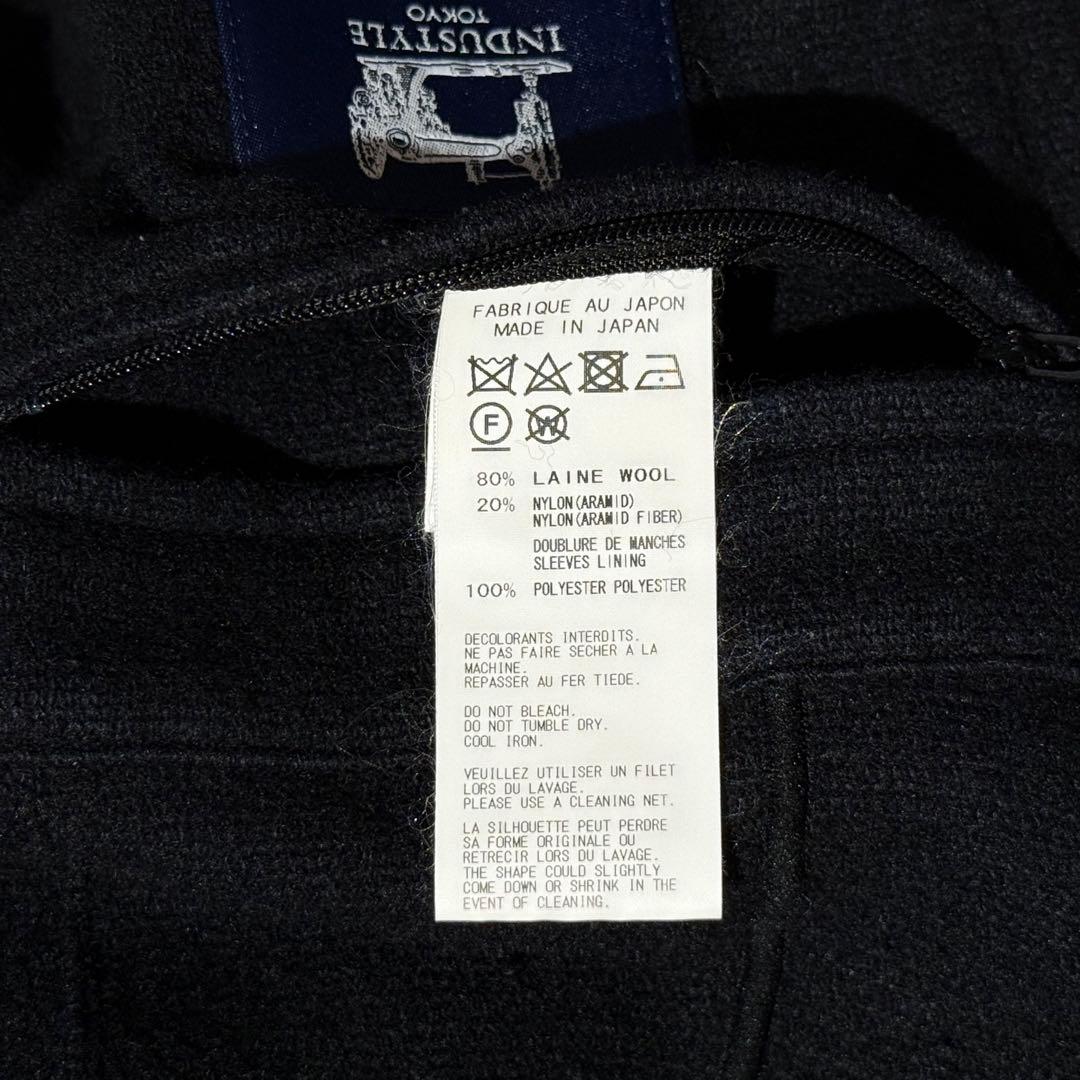 INDUSTYLE
TOKYO
FABRIQUE AU JAPON
MADE IN JAPAN
F W
80% LAINE WOOL
20% NYLON(ARAMID)
NYLON(ARAMID FIBER)
DOUBLURE DE MANCHES
SLEEVES LINING
100% POLYESTER POLYESTER
DECOLORANTS INTERDITS.
NE PAS FAIRE SECHER A LA
MACHINE.
REPASSER AU FER TIEDE.
DO NOT BLEACH.
DO NOT TUMBLE DRY.
COOL IRON.
VEUILLEZ UTILISER UN FILET
LORS DU LAVAGE.
PLEASE USE A CLEANING NET.
LA SILHOUETTE PEUT PERDRE
SA FORME ORIGINALE OU
RETRECIR LORS DU LAVAGE.
THE SHAPE COULD SLIGHTLY
COME DOWN OR SHRINK IN THE
EVENT OF CLEANING.